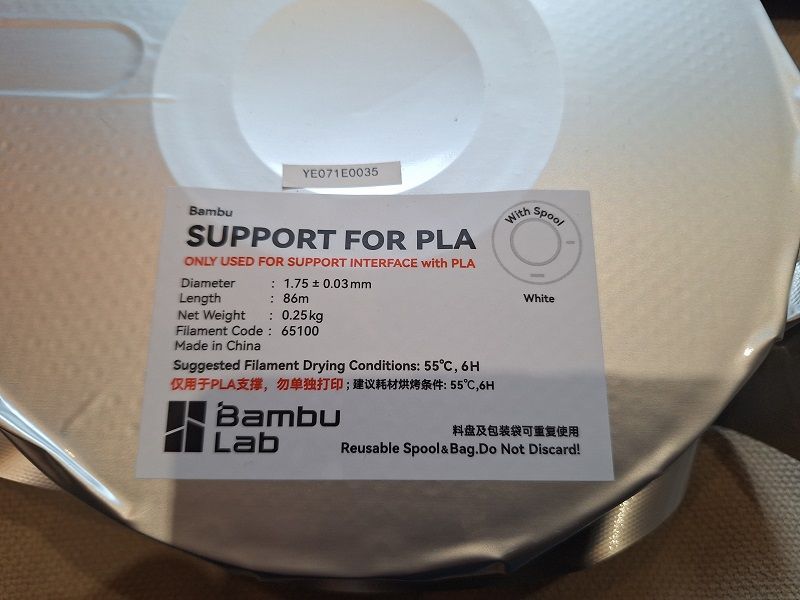 YE071E0035
Bambu
SUPPORT FOR PLA
ONLY USED FOR SUPPORT INTERFACE with PLA
With Spool
White
Diameter : 1.75 ± 0.03mm
Length : 86m
Net Weight : 0.25kg
Filament Code : 65100
Made in China
Suggested Filament Drying Conditions: 55℃, 6H
仅用于PLA支撑，勿单独打印 ; 建议耗材烘烤条件: 55℃,6H
Bambu
Lab
料盘及包装袋可重复使用
Reusable Spool&Bag.Do Not Discard!